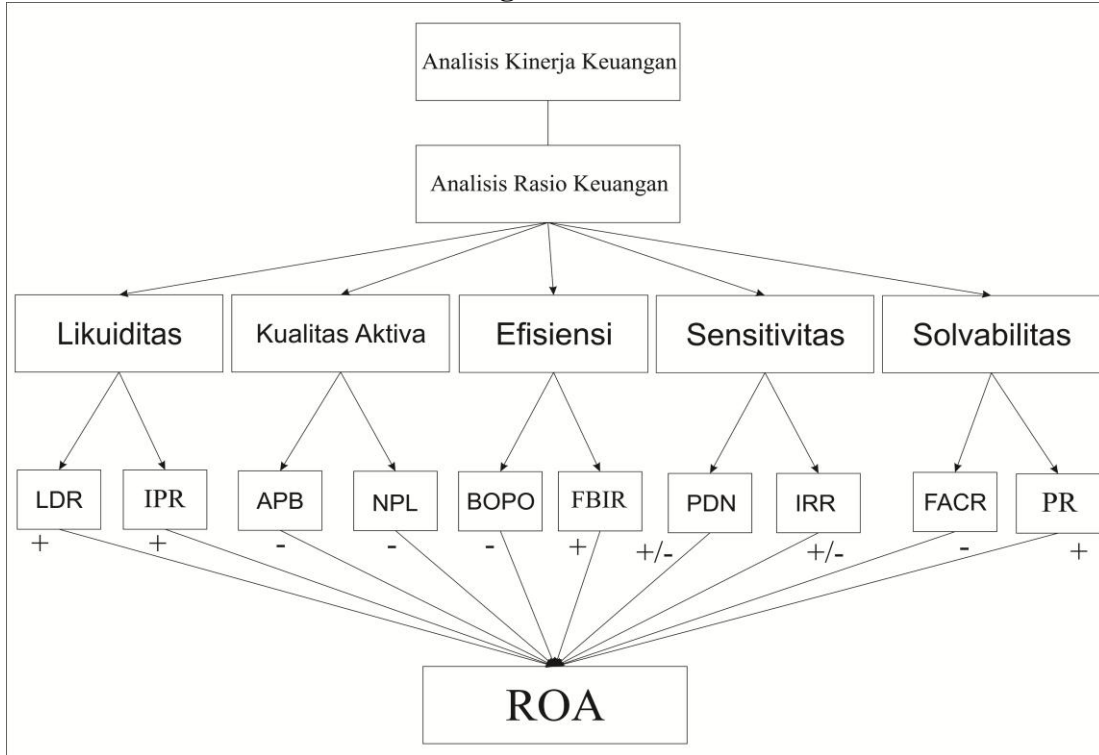 Analisis Kinerja Keuangan
Analisis Rasio Keuangan
Likuiditas
Kualitas Aktiva
Efisiensi
Sensitivitas
Solvabilitas
LDR
IPR
APB
NPL
BOPO
FBIR
PDN
IRR
FACR
PR
+
+
-
-
-
+
+/-
+/-
-
+
ROA